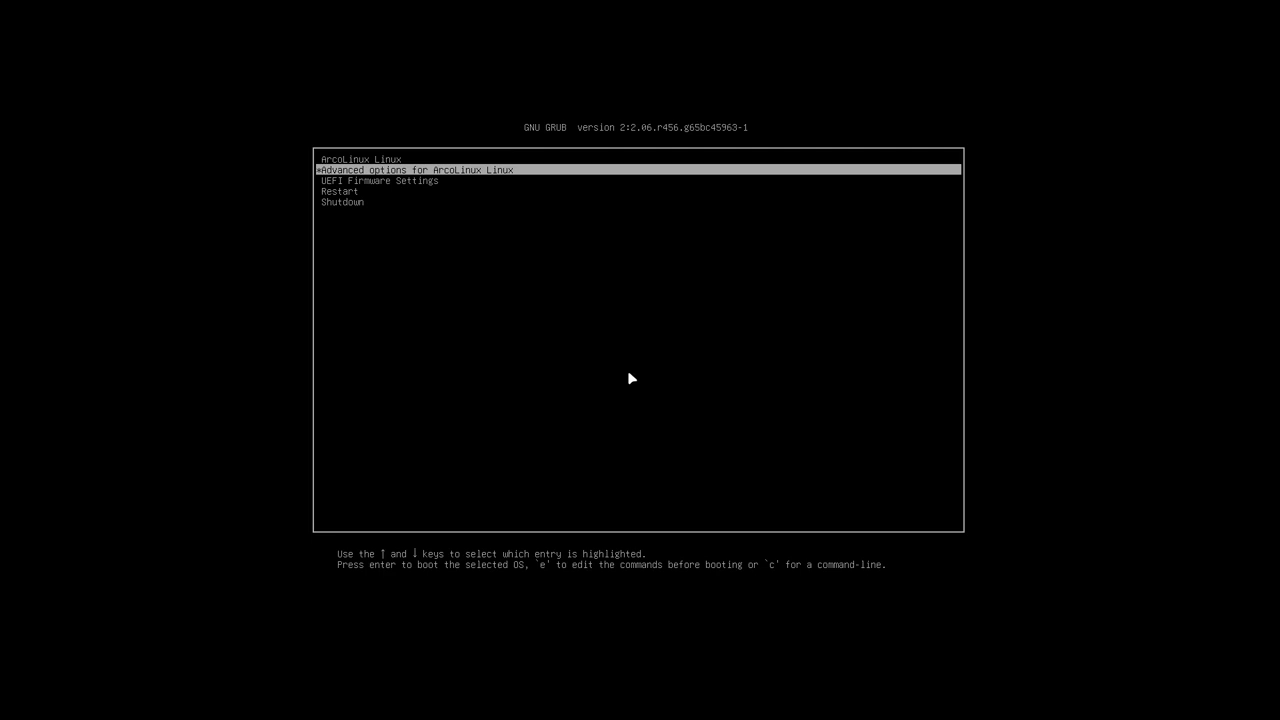 GNU GRUB  version 2:2.06.r456.g65bc45963-1
ArcoLinux Linux
*Advanced options for ArcoLinux Linux
UEFI Firmware Settings
Restart
Shutdown
Use the ↑ and ↓ keys to select which entry is highlighted.
Press enter to boot the selected OS, `e' to edit the commands before booting or `c' for a command-line.